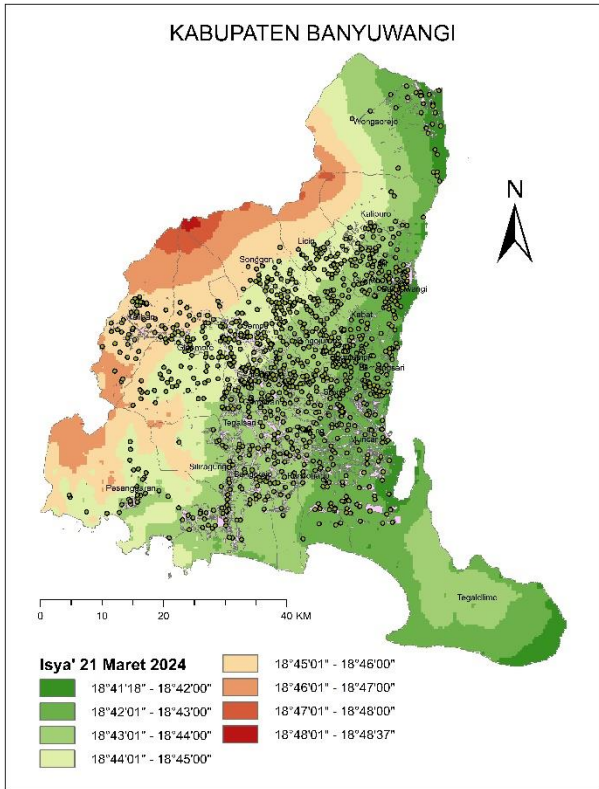 KABUPATEN BANYUWANGI
Wongsorejo
N
Kalipuro
Licin
Songgon
Kabat
Tegalsari
Muncar
Siliragung
Pesanggaran
Tegaldlimo
0 10 20 40 KM
Isya' 21 Maret 2024
18°41'18" - 18°42'00"
18°42'01" - 18°43'00"
18°43'01" - 18°44'00"
18°44'01" - 18°45'00"
18°45'01" - 18°46'00"
18°46'01" - 18°47'00"
18°47'01" - 18°48'00"
18°48'01" - 18°48'37"